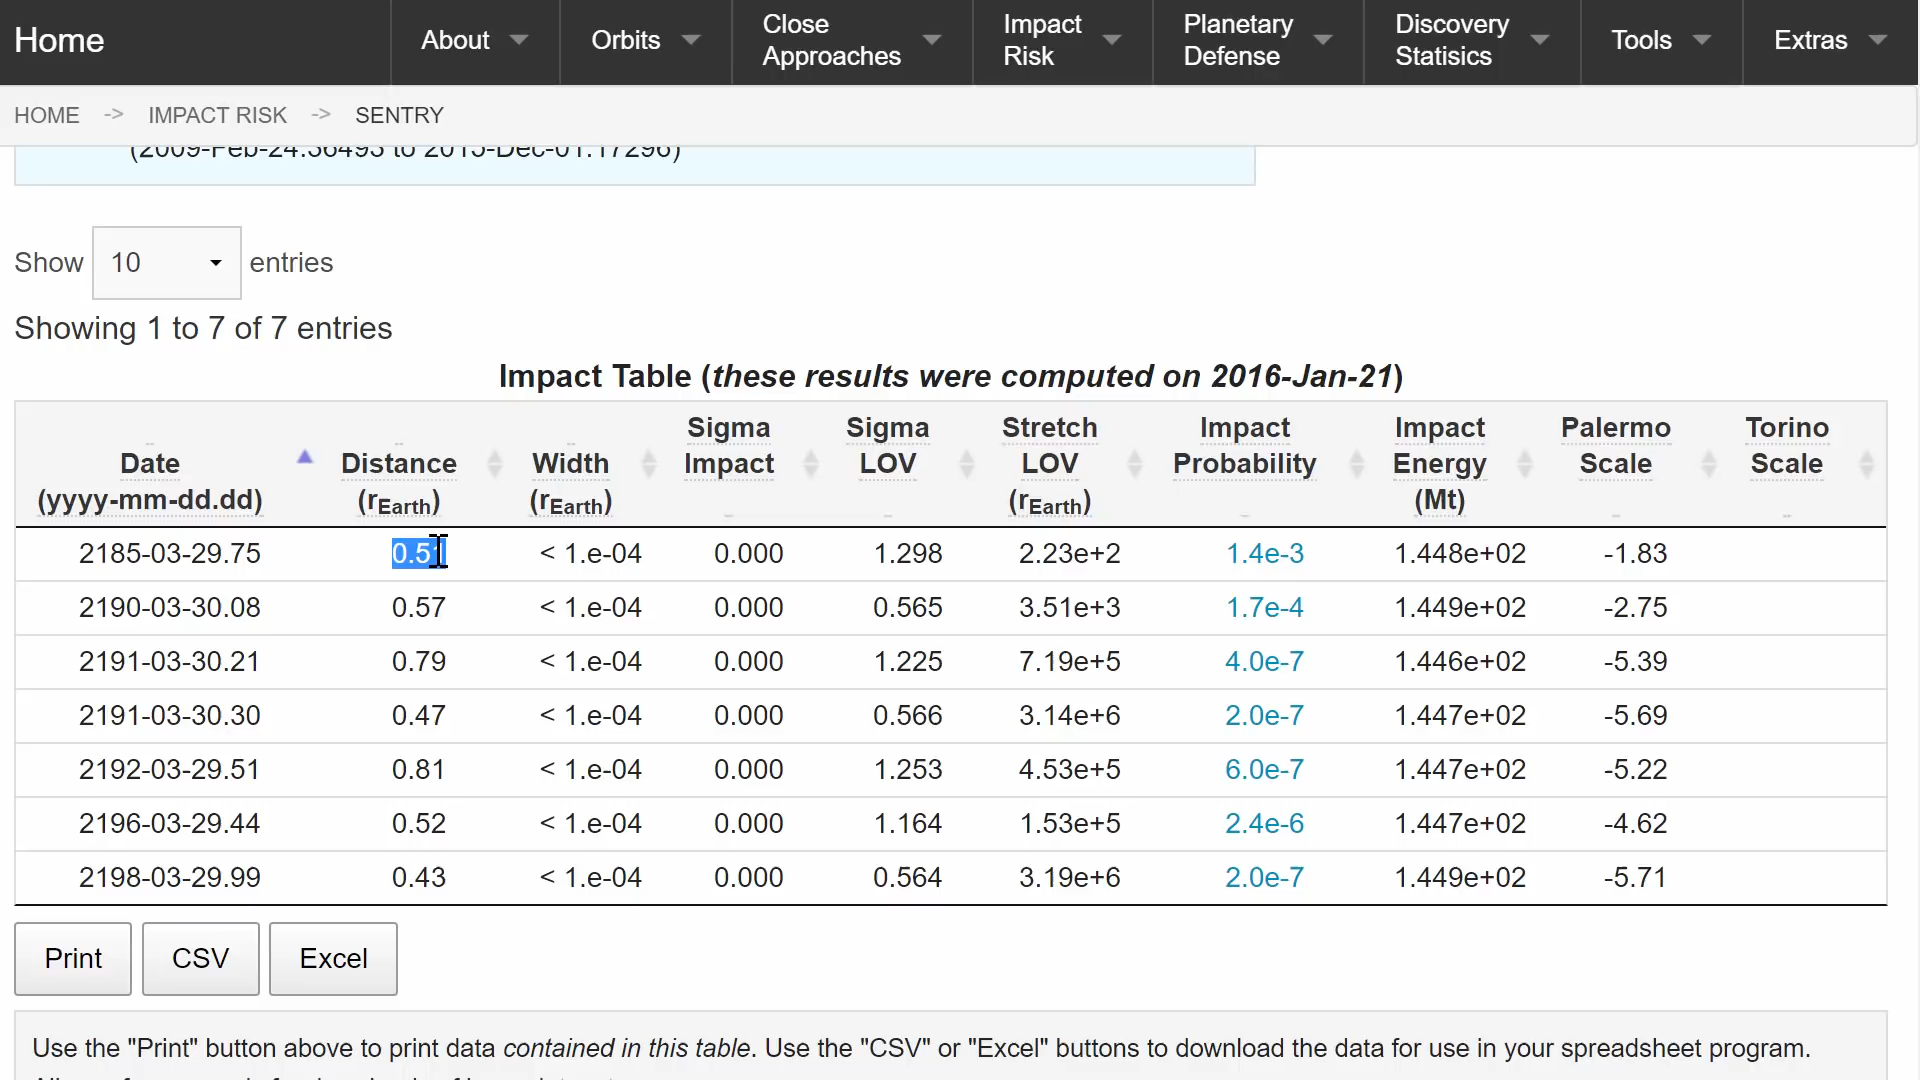 Home
About
Orbits
Close Approaches
Impact Risk
Planetary Defense
Discovery Statisics
Tools
Extras
HOME -> IMPACT RISK -> SENTRY
(2009-Feb-24.36493 to 2015-Dec-01.17296)
Show 10 entries
Showing 1 to 7 of 7 entries
Impact Table (these results were computed on 2016-Jan-21)
Date (yyyy-mm-dd.dd) Distance (rEarth) Width (rEarth) Sigma Impact Sigma LOV Stretch LOV (rEarth) Impact Probability Impact Energy (Mt) Palermo Scale Torino Scale
2185-03-29.75 0.51 < 1.e-04 0.000 1.298 2.23e+2 1.4e-3 1.448e+02 -1.83
2190-03-30.08 0.57 < 1.e-04 0.000 0.565 3.51e+3 1.7e-4 1.449e+02 -2.75
2191-03-30.21 0.79 < 1.e-04 0.000 1.225 7.19e+5 4.0e-7 1.446e+02 -5.39
2191-03-30.30 0.47 < 1.e-04 0.000 0.566 3.14e+6 2.0e-7 1.447e+02 -5.69
2192-03-29.51 0.81 < 1.e-04 0.000 1.253 4.53e+5 6.0e-7 1.447e+02 -5.22
2196-03-29.44 0.52 < 1.e-04 0.000 1.164 1.53e+5 2.4e-6 1.447e+02 -4.62
2198-03-29.99 0.43 < 1.e-04 0.000 0.564 3.19e+6 2.0e-7 1.449e+02 -5.71
Print CSV Excel
Use the "Print" button above to print data contained in this table. Use the "CSV" or "Excel" buttons to download the data for use in your spreadsheet program.